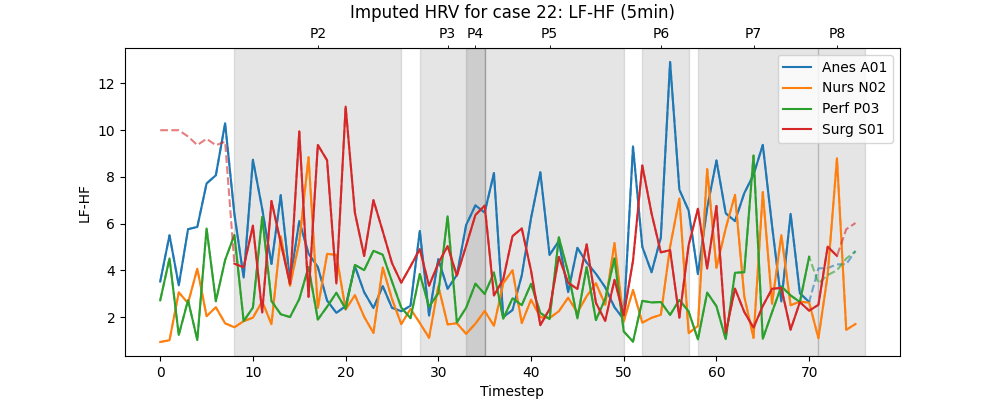 Imputed HRV for case 22: LF-HF (5min)
P2 P3 P4 P5 P6 P7 P8
Anes A01
Nurs N02
Perf P03
Surg S01
LF-HF
12
10
8
6
4
2
0 10 20 30 40 50 60 70
Timestep